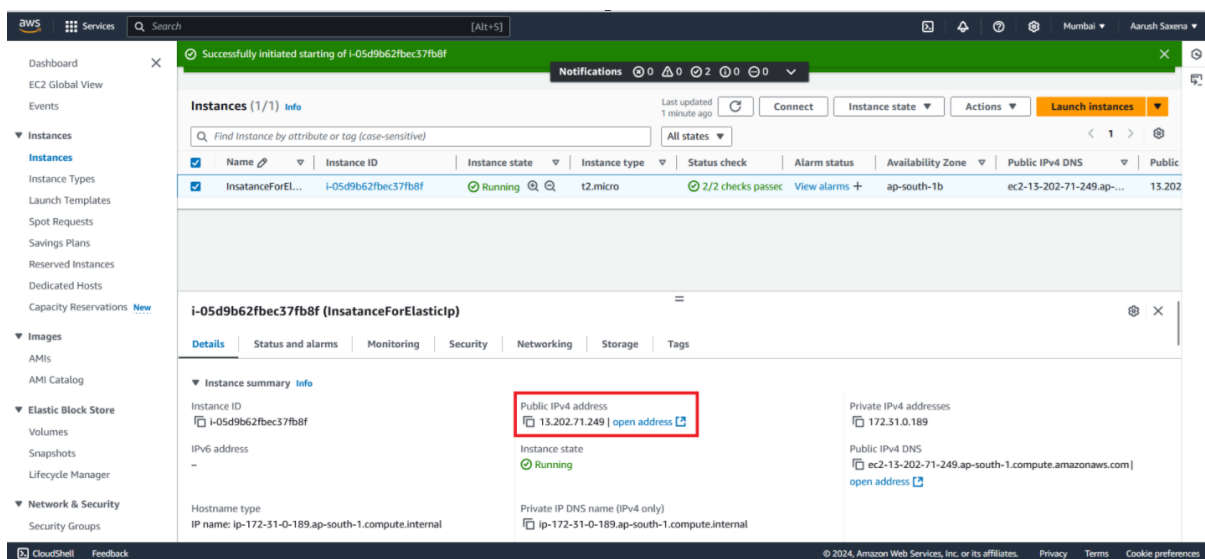 aws Services Search [Alt+S] Mumbai ▼ Aarush Saxena ▼
Successfully initiated starting of i-05d9b62fbec37fb8f
Notifications 0 0 2 0 0
Dashboard
EC2 Global View
Events
Instances
Instances
Instance Types
Launch Templates
Spot Requests
Savings Plans
Reserved Instances
Dedicated Hosts
Capacity Reservations New
Images
AMIs
AMI Catalog
Elastic Block Store
Volumes
Snapshots
Lifecycle Manager
Network & Security
Security Groups
Instances (1/1) Info
Last updated
1 minute ago
Connect Instance state ▼ Actions ▼ Launch instances ▼
Find Instance by attribute or tag (case-sensitive) All states ▼ < 1 >
Name Instance ID Instance state Instance type Status check Alarm status Availability Zone Public IPv4 DNS Public
InsatanceForEl... i-05d9b62fbec37fb8f Running t2.micro 2/2 checks passec View alarms + ap-south-1b ec2-13-202-71-249.ap-... 13.202
i-05d9b62fbec37fb8f (InsatanceForElasticIp)
Details Status and alarms Monitoring Security Networking Storage Tags
▼ Instance summary Info
Instance ID
i-05d9b62fbec37fb8f
Public IPv4 address
13.202.71.249 | open address
Private IPv4 addresses
172.31.0.189
IPv6 address
–
Instance state
Running
Public IPv4 DNS
ec2-13-202-71-249.ap-south-1.compute.amazonaws.com |
open address
Hostname type
IP name: ip-172-31-0-189.ap-south-1.compute.internal
Private IP DNS name (IPv4 only)
ip-172-31-0-189.ap-south-1.compute.internal
CloudShell Feedback © 2024, Amazon Web Services, Inc. or its affiliates. Privacy Terms Cookie preferences